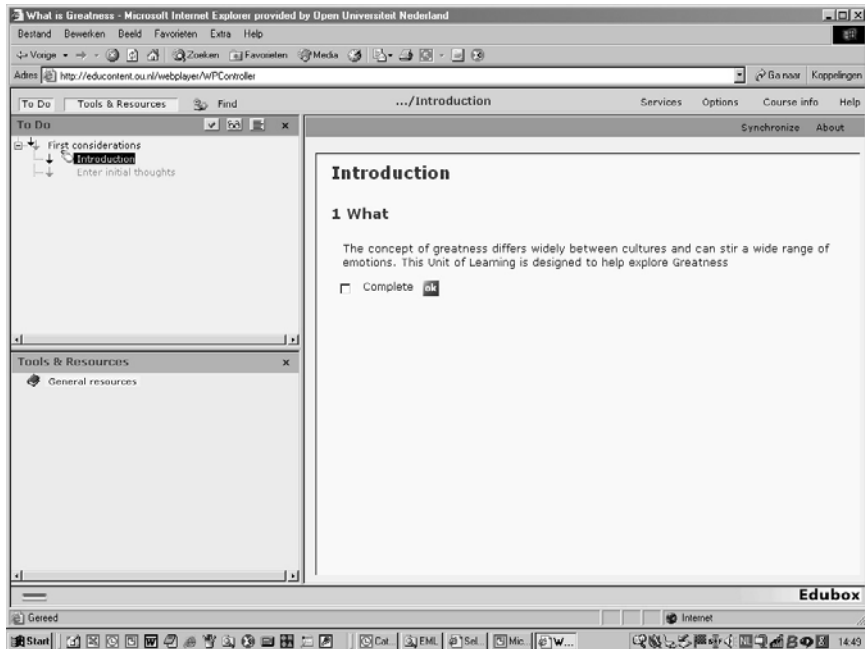 What is Greatness - Microsoft Internet Explorer provided by Open Universiteit Nederland
Bestand Bewerken Beeld Favorieten Extra Help
Vorige Zoeken Favorieten Media
Adres http://educontent.ou.nl/webplayer/WPController Ga naar Koppelingen
To Do Tools & Resources Find .../Introduction Services Options Course info Help
To Do
Synchronize About
First considerations
Introduction
Enter initial thoughts
Introduction
1 What
The concept of greatness differs widely between cultures and can stir a wide range of
emotions. This Unit of Learning is designed to help explore Greatness
Complete ok
Tools & Resources
General resources
Edubox
Gereed Internet
Start Cat... EML Sel... Mic... W... 14:49